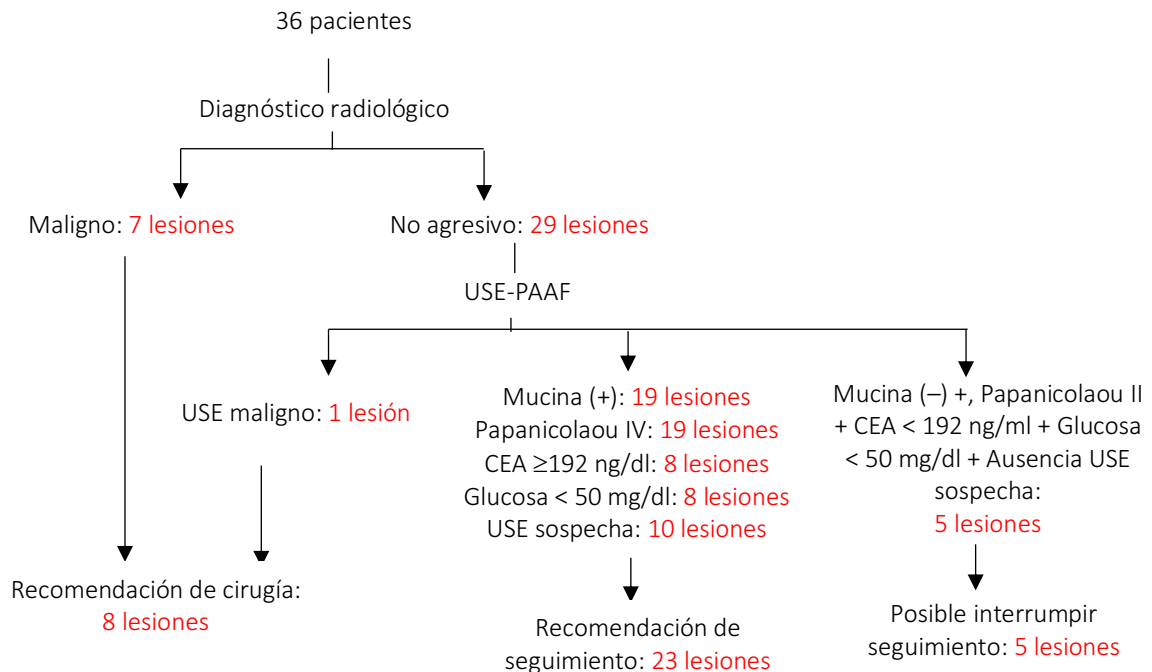 36 pacientes
Diagnóstico radiológico
Maligno: 7 lesiones
No agresivo: 29 lesiones
USE-PAAF
USE maligno: 1 lesión
Mucina (+): 19 lesiones
Papanicolaou IV: 19 lesiones
CEA ≥192 ng/dl: 8 lesiones
Glucosa < 50 mg/dl: 8 lesiones
USE sospecha: 10 lesiones
Mucina (–) +, Papanicolaou II
+ CEA < 192 ng/ml + Glucosa
< 50 mg/dl + Ausencia USE
sospecha:
5 lesiones
Recomendación de cirugía:
8 lesiones
Recomendación de
seguimiento: 23 lesiones
Posible interrumpir
seguimiento: 5 lesiones